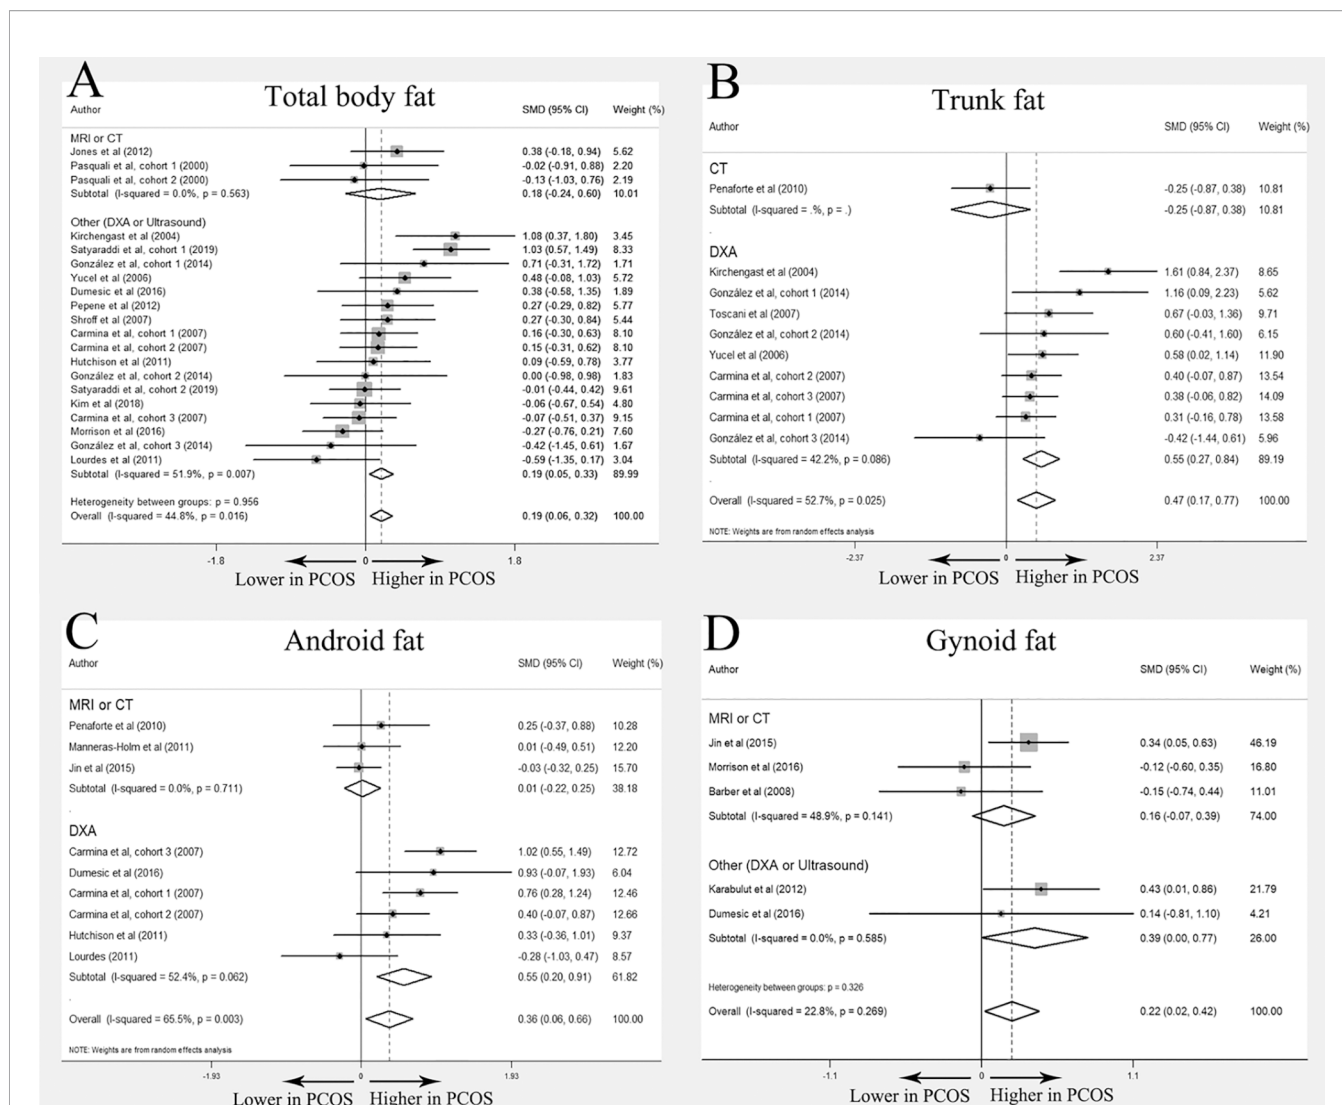 A
Total body fat
Author SMD (95% CI) Weight (%)
MRI or CT
Jones et al (2012) 0.38 (-0.18, 0.94) 5.62
Pasquali et al, cohort 1 (2000) -0.02 (-0.91, 0.88) 2.20
Pasquali et al, cohort 2 (2000) -0.13 (-1.03, 0.76) 2.19
Subtotal (I-squared = 0.0%, p = 0.563) 0.18 (-0.24, 0.60) 10.01
Other (DXA or Ultrasound)
Kirchengast et al (2004) 1.08 (0.37, 1.80) 3.45
Satyaraddi et al, cohort 1 (2019) 1.03 (0.57, 1.49) 8.33
González et al, cohort 1 (2014) 0.71 (-0.31, 1.72) 1.71
Yucel et al (2006) 0.48 (-0.08, 1.03) 5.72
Dumesic et al (2016) 0.38 (-0.58, 1.35) 1.89
Pepene et al (2012) 0.27 (-0.29, 0.82) 5.77
Shroff et al (2007) 0.27 (-0.30, 0.84) 5.44
Carmina et al, cohort 1 (2007) 0.16 (-0.30, 0.63) 8.10
Carmina et al, cohort 2 (2007) 0.15 (-0.31, 0.62) 8.10
Hutchison et al (2011) 0.09 (-0.59, 0.78) 3.77
González et al, cohort 2 (2014) 0.00 (-0.98, 0.98) 1.83
Satyaraddi et al, cohort 2 (2019) -0.01 (-0.44, 0.42) 9.61
Kim et al (2018) -0.06 (-0.67, 0.54) 4.80
Carmina et al, cohort 3 (2007) -0.07 (-0.51, 0.37) 9.15
Morrison et al (2016) -0.27 (-0.76, 0.21) 7.60
González et al, cohort 3 (2014) -0.42 (-1.45, 0.61) 1.67
Lourdes et al (2011) -0.59 (-1.35, 0.17) 3.04
Subtotal (I-squared = 51.9%, p = 0.007) 0.19 (0.05, 0.33) 89.99
Heterogeneity between groups: p = 0.956
Overall (I-squared = 44.8%, p = 0.016) 0.19 (0.06, 0.32) 100.00
-1.8 0 1.8
Lower in PCOS Higher in PCOS
B
Trunk fat
Author SMD (95% CI) Weight (%)
CT
Penaforte et al (2010) -0.25 (-0.87, 0.38) 10.81
Subtotal (I-squared = .%, p = .) -0.25 (-0.87, 0.38) 10.81
.
DXA
Kirchengast et al (2004) 1.61 (0.84, 2.37) 8.65
González et al, cohort 1 (2014) 1.16 (0.09, 2.23) 5.62
Toscani et al (2007) 0.67 (-0.03, 1.36) 9.71
González et al, cohort 2 (2014) 0.60 (-0.41, 1.60) 6.15
Yucel et al (2006) 0.58 (0.02, 1.14) 11.90
Carmina et al, cohort 2 (2007) 0.40 (-0.07, 0.87) 13.54
Carmina et al, cohort 3 (2007) 0.38 (-0.06, 0.82) 14.09
Carmina et al, cohort 1 (2007) 0.31 (-0.16, 0.78) 13.58
González et al, cohort 3 (2014) -0.42 (-1.44, 0.61) 5.96
Subtotal (I-squared = 42.2%, p = 0.086) 0.55 (0.27, 0.84) 89.19
.
Overall (I-squared = 52.7%, p = 0.025) 0.47 (0.17, 0.77) 100.00
NOTE: Weights are from random effects analysis
-2.37 0 2.37
Lower in PCOS Higher in PCOS
C
Android fat
Author SMD (95% CI) Weight (%)
MRI or CT
Penaforte et al (2010) 0.25 (-0.37, 0.88) 10.28
Manneras-Holm et al (2011) 0.01 (-0.49, 0.51) 12.20
Jin et al (2015) -0.03 (-0.32, 0.25) 15.70
Subtotal (I-squared = 0.0%, p = 0.711) 0.01 (-0.22, 0.25) 38.18
.
DXA
Carmina et al, cohort 3 (2007) 1.02 (0.55, 1.49) 12.72
Dumesic et al (2016) 0.93 (-0.07, 1.93) 6.04
Carmina et al, cohort 1 (2007) 0.76 (0.28, 1.24) 12.46
Carmina et al, cohort 2 (2007) 0.40 (-0.07, 0.87) 12.66
Hutchison et al (2011) 0.33 (-0.36, 1.01) 9.37
Lourdes (2011) -0.28 (-1.03, 0.47) 8.57
Subtotal (I-squared = 52.4%, p = 0.062) 0.55 (0.20, 0.91) 61.82
.
Overall (I-squared = 65.5%, p = 0.003) 0.36 (0.06, 0.66) 100.00
NOTE: Weights are from random effects analysis
-1.93 0 1.93
Lower in PCOS Higher in PCOS
D
Gynoid fat
Author SMD (95% CI) Weight (%)
MRI or CT
Jin et al (2015) 0.34 (0.05, 0.63) 46.19
Morrison et al (2016) -0.12 (-0.60, 0.35) 16.80
Barber et al (2008) -0.15 (-0.74, 0.44) 11.01
Subtotal (I-squared = 48.9%, p = 0.141) 0.16 (-0.07, 0.39) 74.00
Other (DXA or Ultrasound)
Karabulut et al (2012) 0.43 (0.01, 0.86) 21.79
Dumesic et al (2016) 0.14 (-0.81, 1.10) 4.21
Subtotal (I-squared = 0.0%, p = 0.585) 0.39 (0.00, 0.77) 26.00
Heterogeneity between groups: p = 0.326
Overall (I-squared = 22.8%, p = 0.269) 0.22 (0.02, 0.42) 100.00
-1.1 0 1.1
Lower in PCOS Higher in PCOS